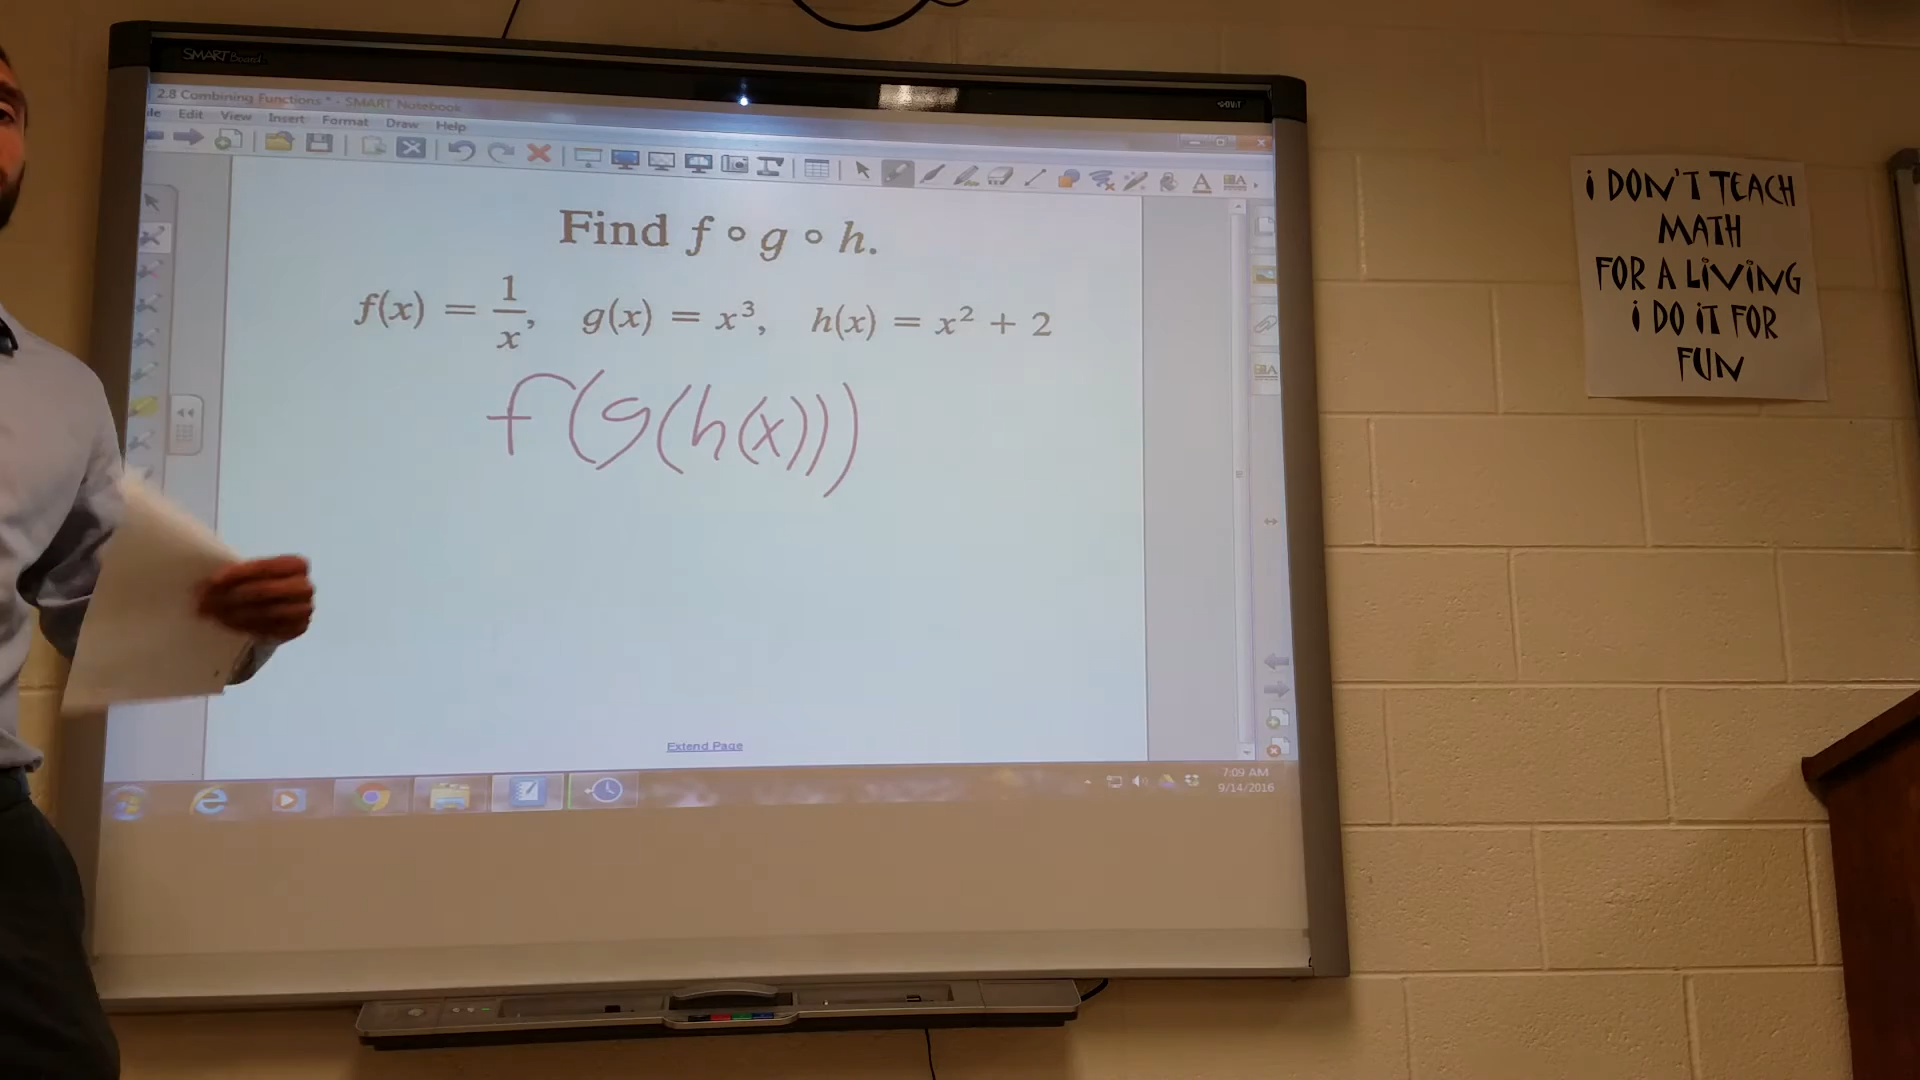 SMART Board
2.8 Combining Functions * - SMART Notebook
Edit View Insert Format Draw Help
Find f ∘ g ∘ h.
f(x) = 1/x, g(x) = x³, h(x) = x² + 2
f(g(h(x)))
Extend Page
7:09 AM
9/14/2016
i DON'T TEACH
MATH
FOR A LiViNG
i DO iT FOR
FUN